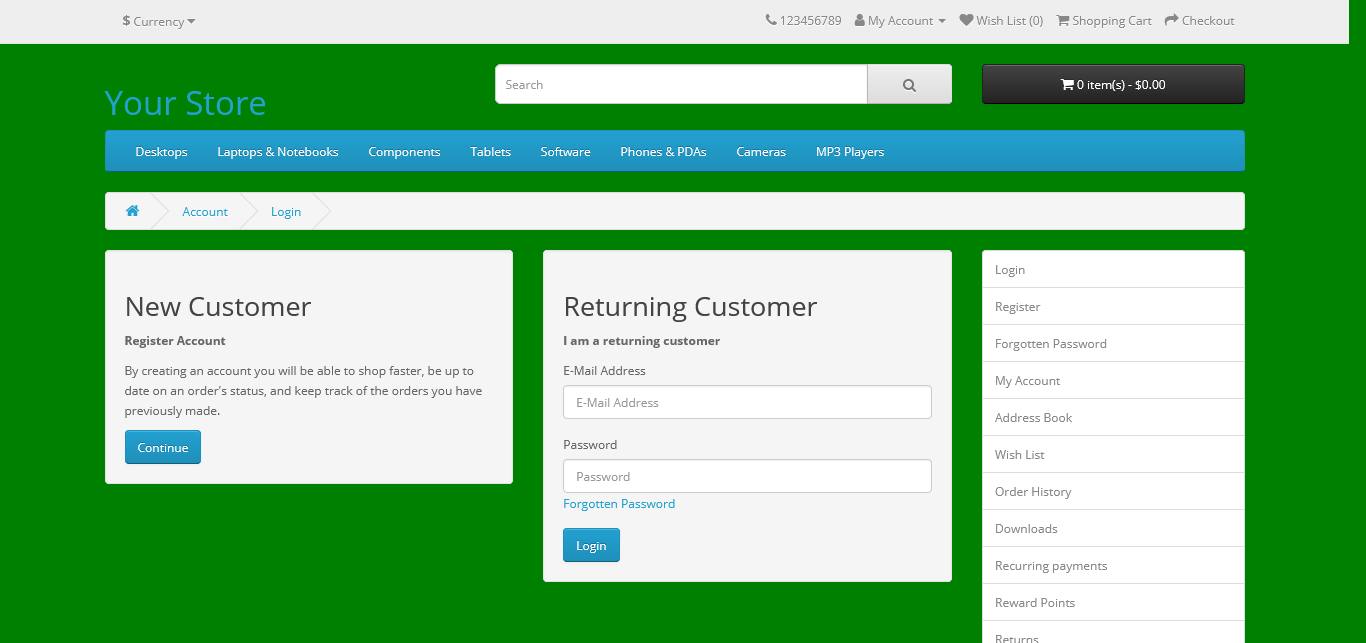 $ Currency
123456789 My Account Wish List (0) Shopping Cart Checkout
Your Store
Search
0 item(s) - $0.00
Desktops Laptops & Notebooks Components Tablets Software Phones & PDAs Cameras MP3 Players
Account Login
New Customer
Register Account
By creating an account you will be able to shop faster, be up to
date on an order's status, and keep track of the orders you have
previously made.
Continue
Returning Customer
I am a returning customer
E-Mail Address
E-Mail Address
Password
Password
Forgotten Password
Login
Login
Register
Forgotten Password
My Account
Address Book
Wish List
Order History
Downloads
Recurring payments
Reward Points
Returns